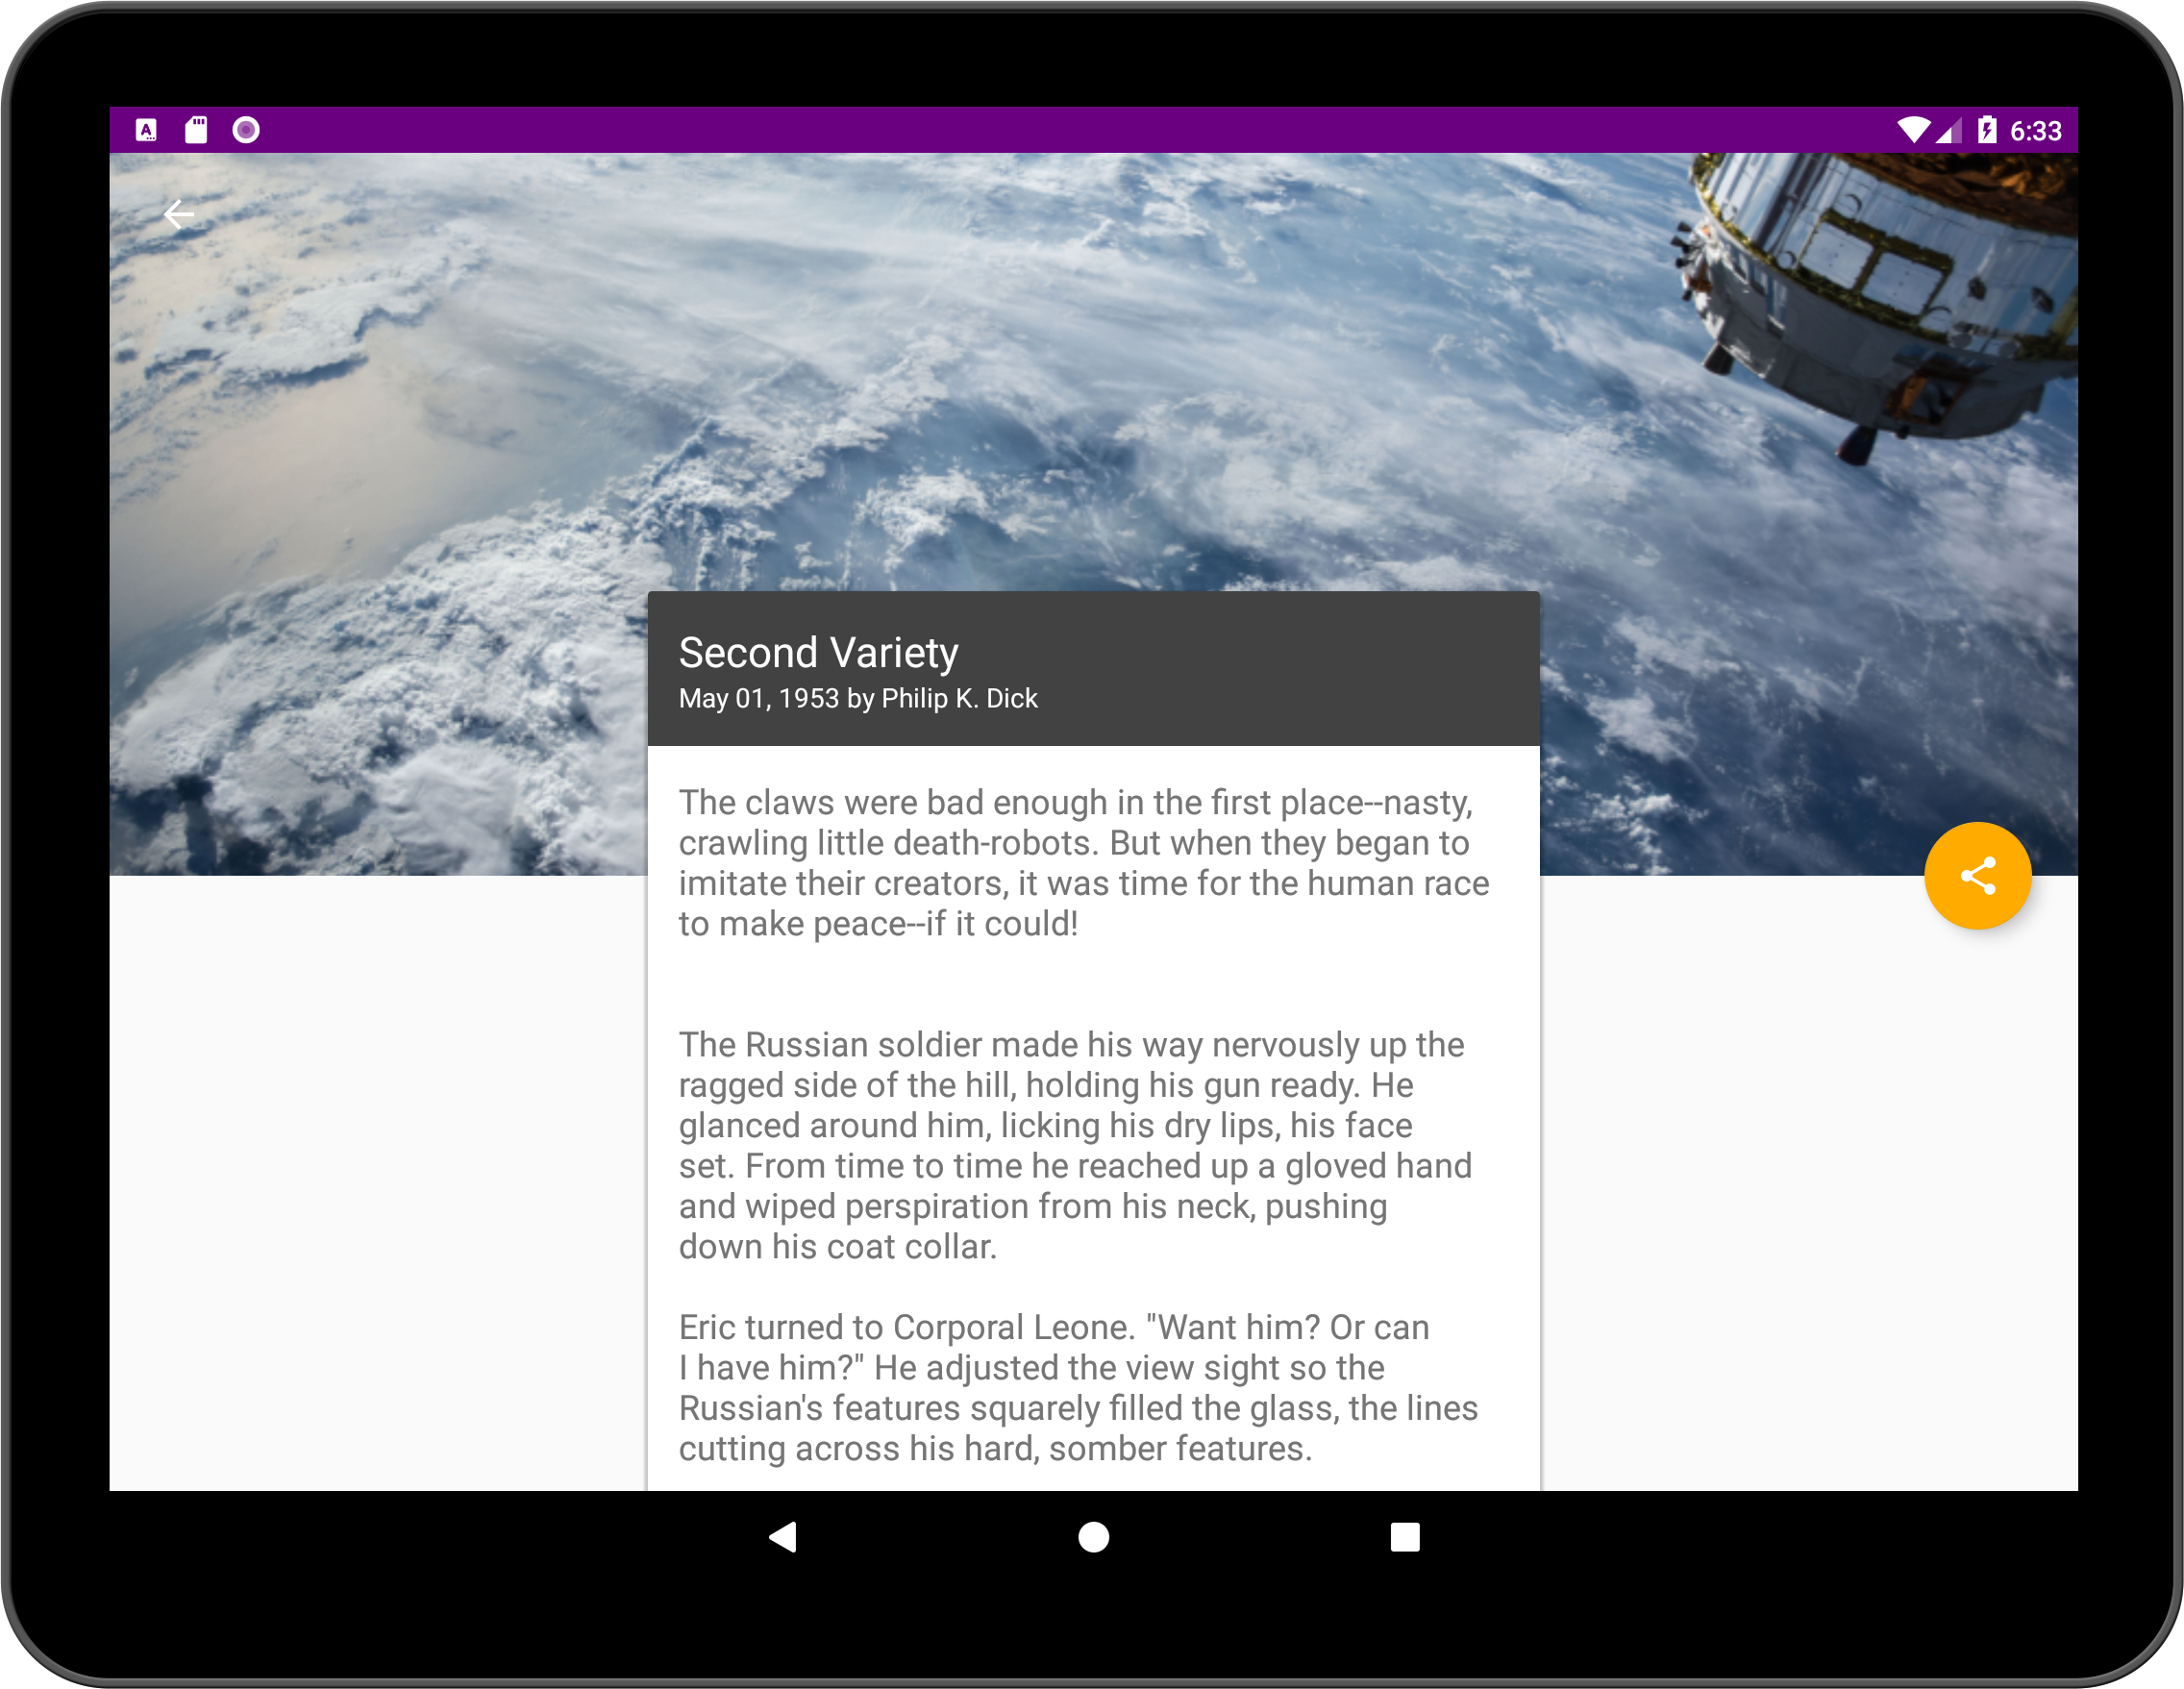 6:33
Second Variety
May 01, 1953 by Philip K. Dick
The claws were bad enough in the first place--nasty,
crawling little death-robots. But when they began to
imitate their creators, it was time for the human race
to make peace--if it could!
The Russian soldier made his way nervously up the
ragged side of the hill, holding his gun ready. He
glanced around him, licking his dry lips, his face
set. From time to time he reached up a gloved hand
and wiped perspiration from his neck, pushing
down his coat collar.
Eric turned to Corporal Leone. "Want him? Or can
I have him?" He adjusted the view sight so the
Russian's features squarely filled the glass, the lines
cutting across his hard, somber features.